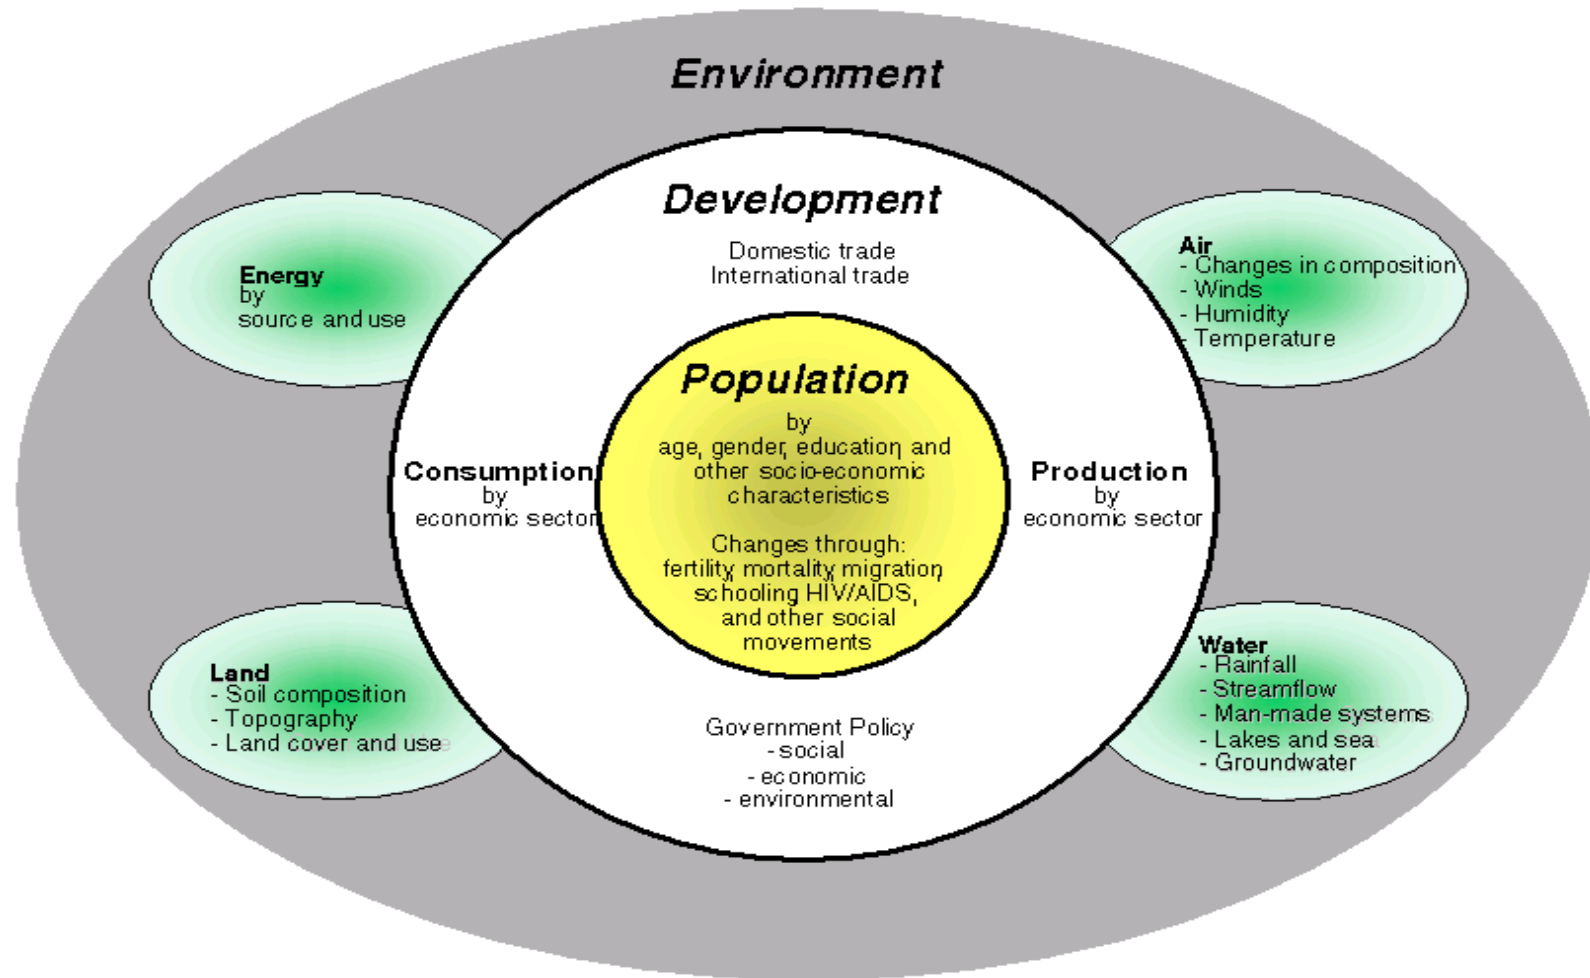 Environment
Development
Domestic trade
International trade
Energy
by
source and use
Air
- Changes in composition
- Winds
- Humidity
- Temperature
Population
by
age, gender, education, and
other socio-economic
characteristics
Changes through:
fertility, mortality, migration,
schooling, HIV/AIDS,
and other social
movements
Consumption
by
economic sector
Production
by
economic sector
Land
- Soil composition
- Topography
- Land cover and use
Water
- Rainfall
- Streamflow
- Man-made systems
- Lakes and sea
- Groundwater
Government Policy
- social
- economic
- environmental